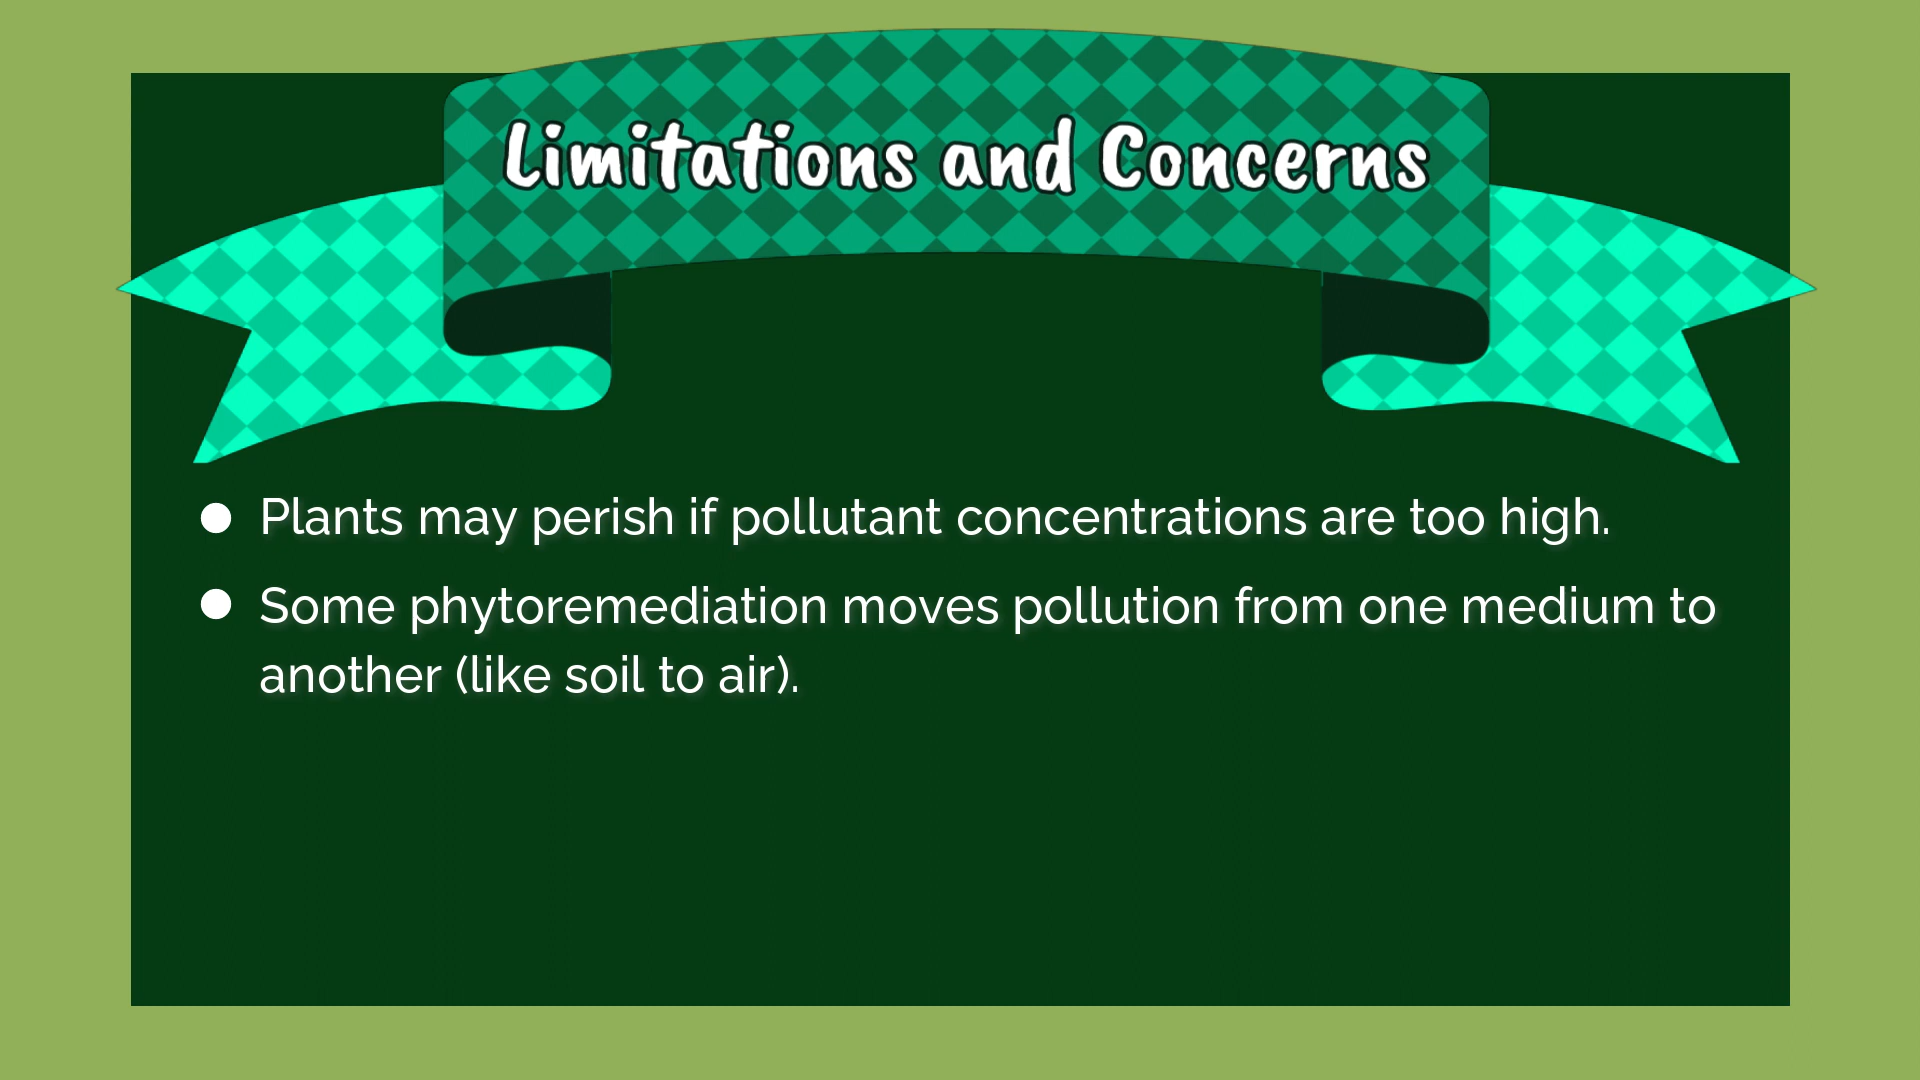 Limitations and Concerns
● Plants may perish if pollutant concentrations are too high.
● Some phytoremediation moves pollution from one medium to
another (like soil to air).